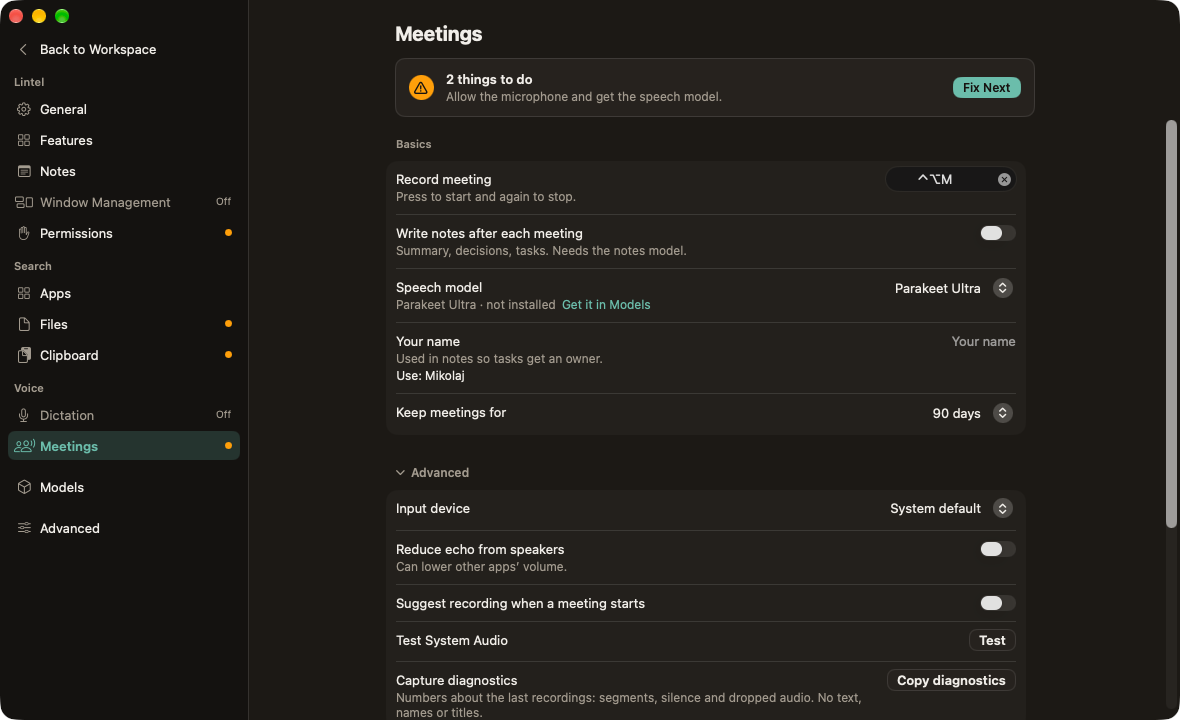 Back to Workspace
Lintel
General
Features
Notes
Window Management Off
Permissions
Search
Apps
Files
Clipboard
Voice
Dictation Off
Meetings
Models
Advanced
Meetings
2 things to do
Allow the microphone and get the speech model.
Fix Next
Basics
Record meeting
Press to start and again to stop.
⌃⌥M
Write notes after each meeting
Summary, decisions, tasks. Needs the notes model.
Speech model
Parakeet Ultra · not installed Get it in Models
Parakeet Ultra
Your name
Used in notes so tasks get an owner.
Use: Mikolaj
Your name
Keep meetings for
90 days
Advanced
Input device
System default
Reduce echo from speakers
Can lower other apps’ volume.
Suggest recording when a meeting starts
Test System Audio
Test
Capture diagnostics
Numbers about the last recordings: segments, silence and dropped audio. No text,
names or titles.
Copy diagnostics